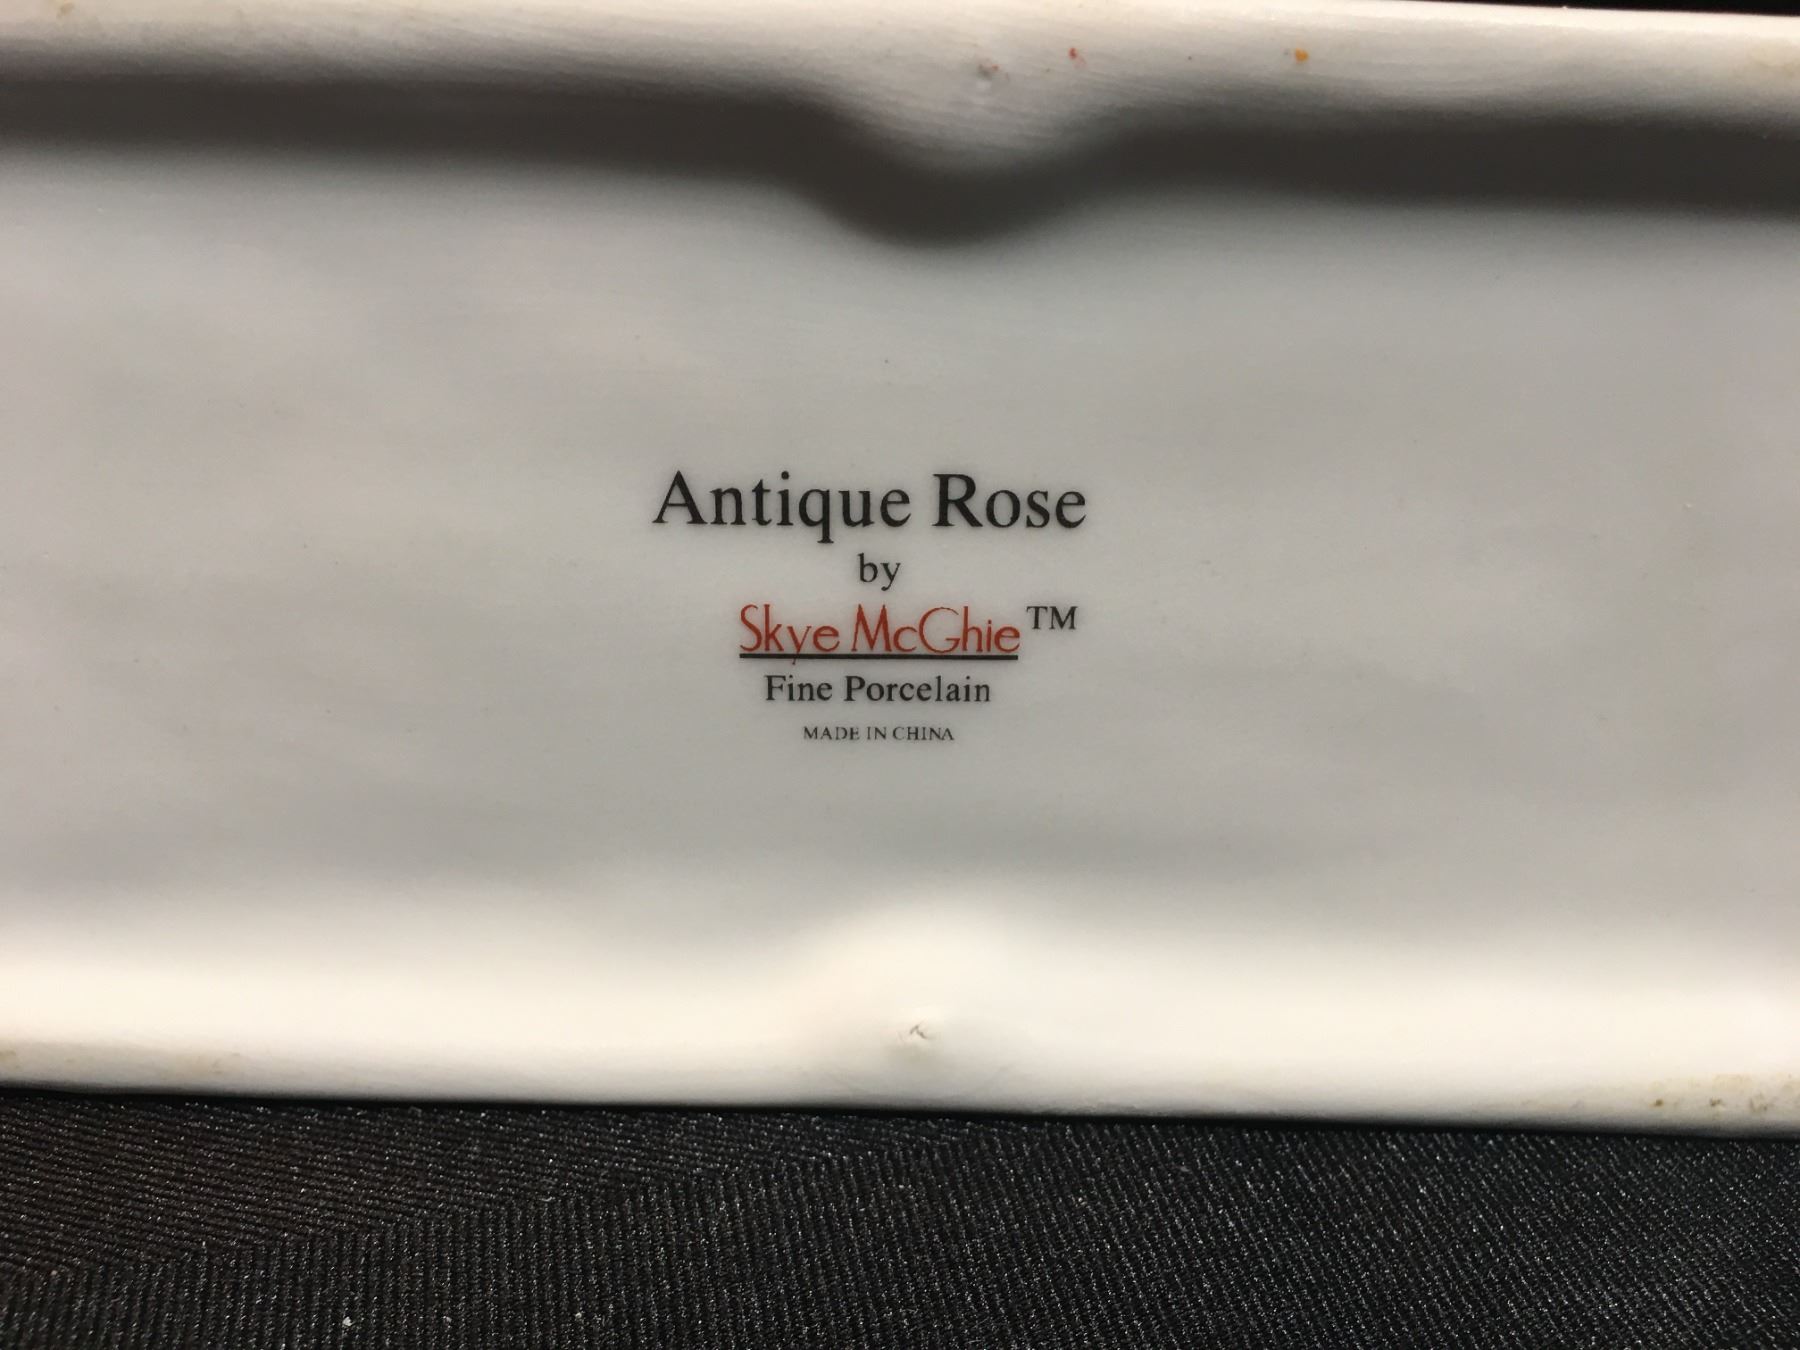 Antique Rose
by
Skye McGhie™
Fine Porcelain
MADE IN CHINA